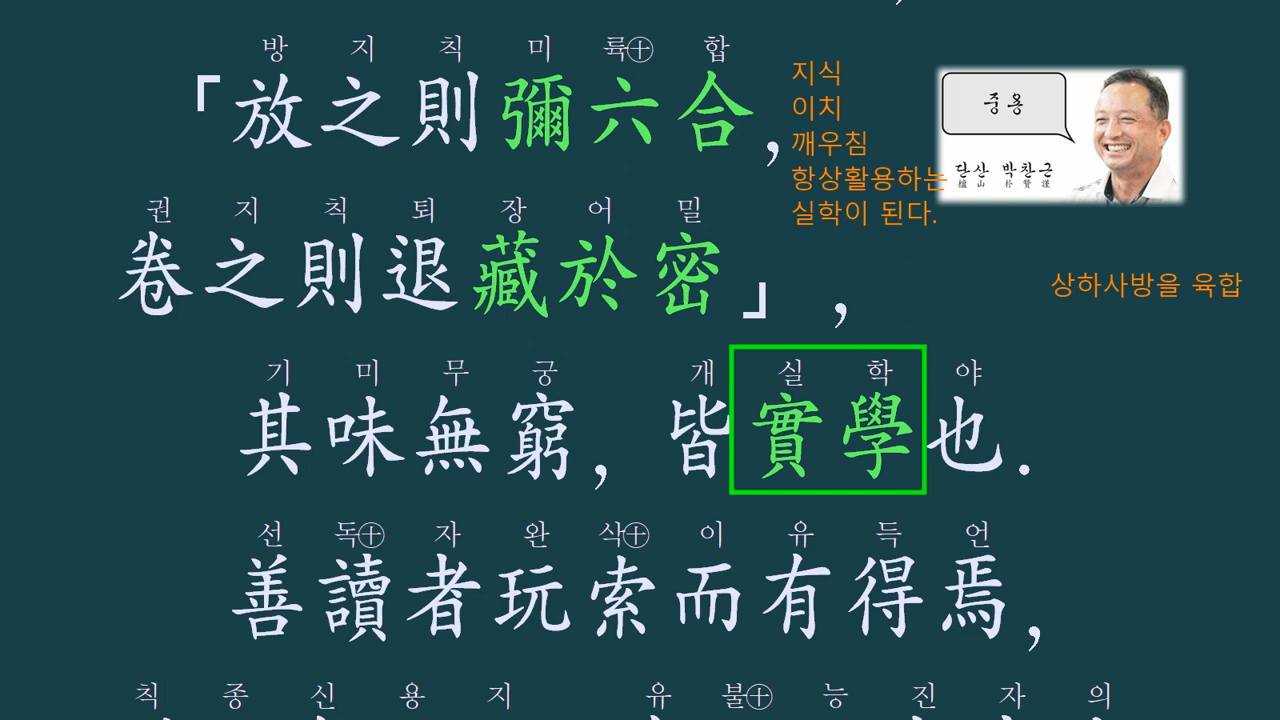 방 지 칙 미 륙㊉ 합
「放之則彌六合,
지식
이치
깨우침
항상활용하는
실학이 된다.
중용
단산 박찬근
檀山 朴贊謹
권 지 칙 퇴 장 어 밀
卷之則退藏於密」,
상하사방을 육합
기 미 무 궁 개 실 학 야
其味無窮, 皆實學也.
선 독㊉ 자 완 삭㊉ 이 유 득 언
善讀者玩索而有得焉,
칙 종 신 용 지 유 불㊉ 능 진 자 의